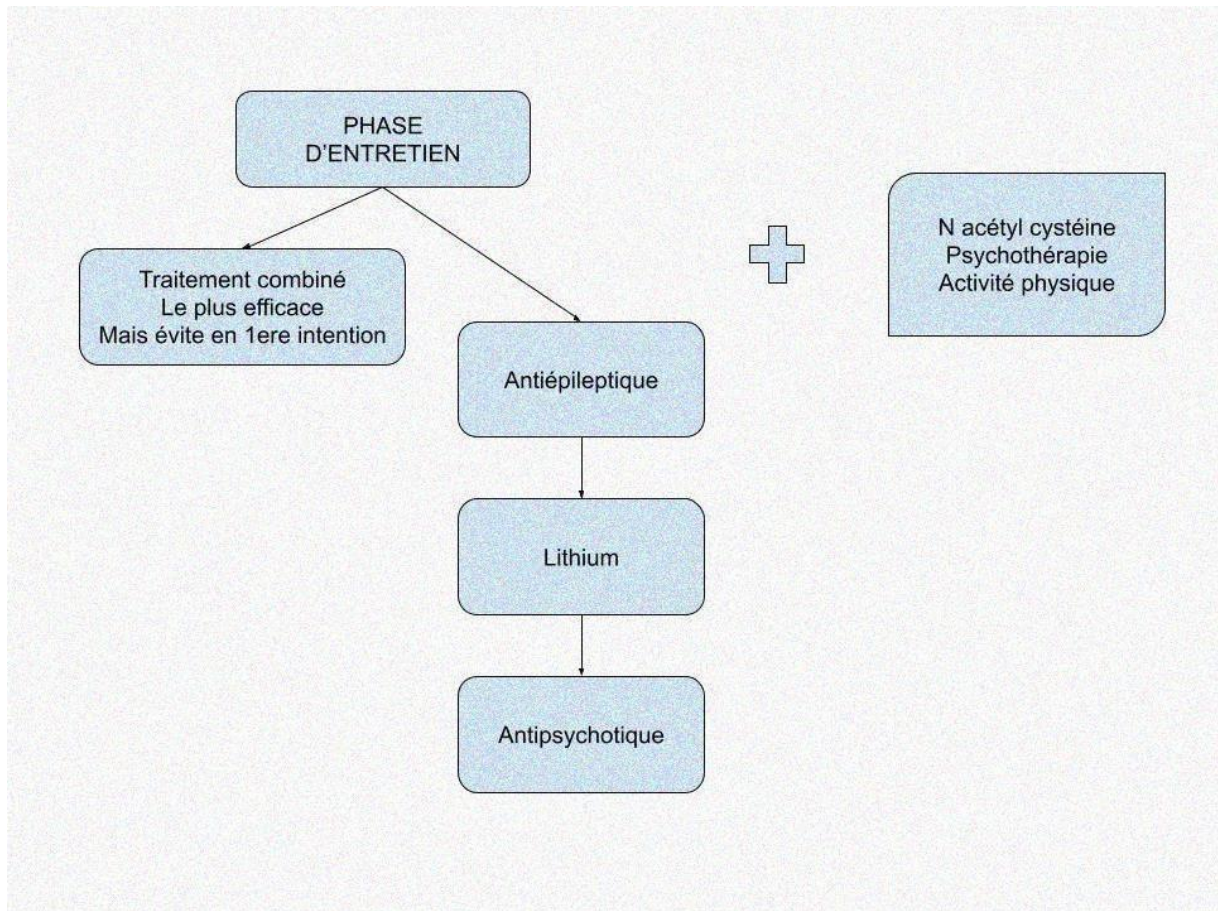 PHASE
D'ENTRETIEN
Traitement combiné
Le plus efficace
Mais évite en 1ere intention
N acétyl cystéine
Psychothérapie
Activité physique
Antiépileptique
Lithium
Antipsychotique